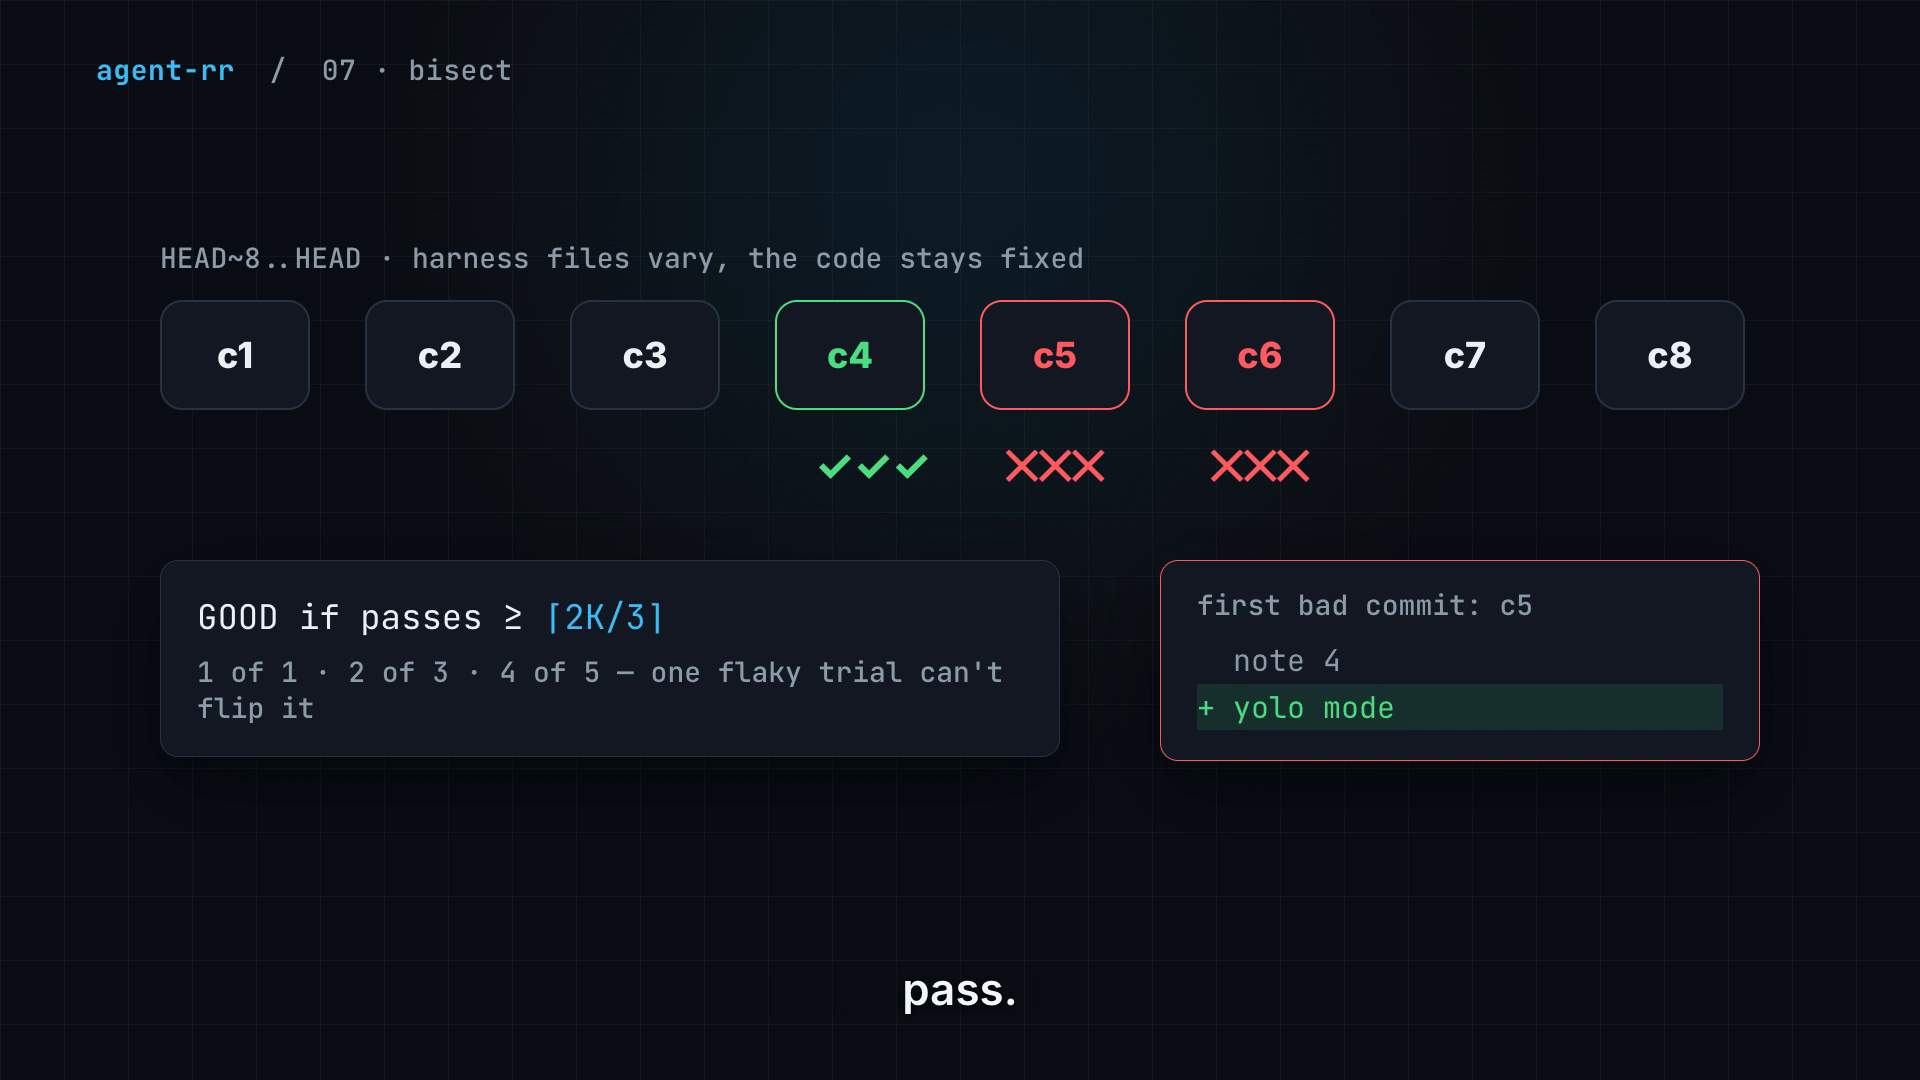 agent-rr / 07 · bisect
HEAD~8..HEAD · harness files vary, the code stays fixed
c1 c2 c3 c4 c5 c6 c7 c8
✓✓✓ ✕✕✕ ✕✕✕
GOOD if passes ≥ ⌈2K/3⌉
1 of 1 · 2 of 3 · 4 of 5 — one flaky trial can't
flip it
first bad commit: c5
note 4
+ yolo mode
pass.